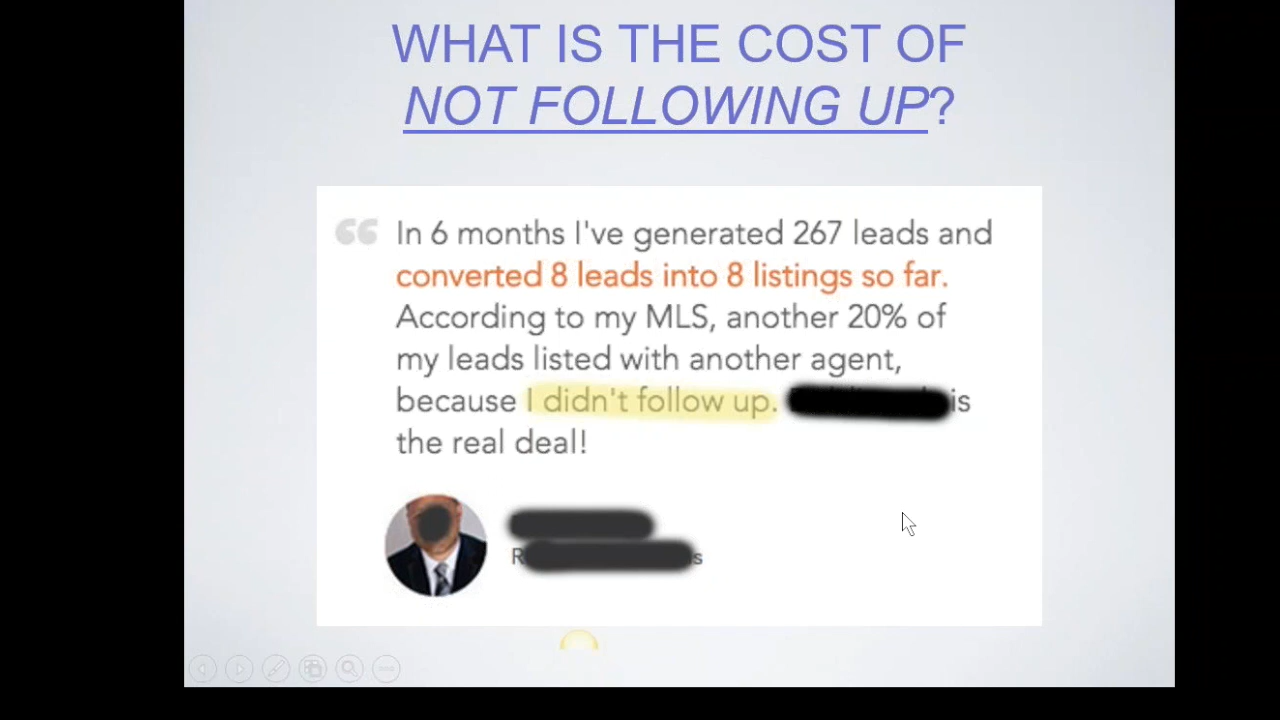 WHAT IS THE COST OF
NOT FOLLOWING UP?
In 6 months I've generated 267 leads and
converted 8 leads into 8 listings so far.
According to my MLS, another 20% of
my leads listed with another agent,
because I didn't follow up. is
the real deal!